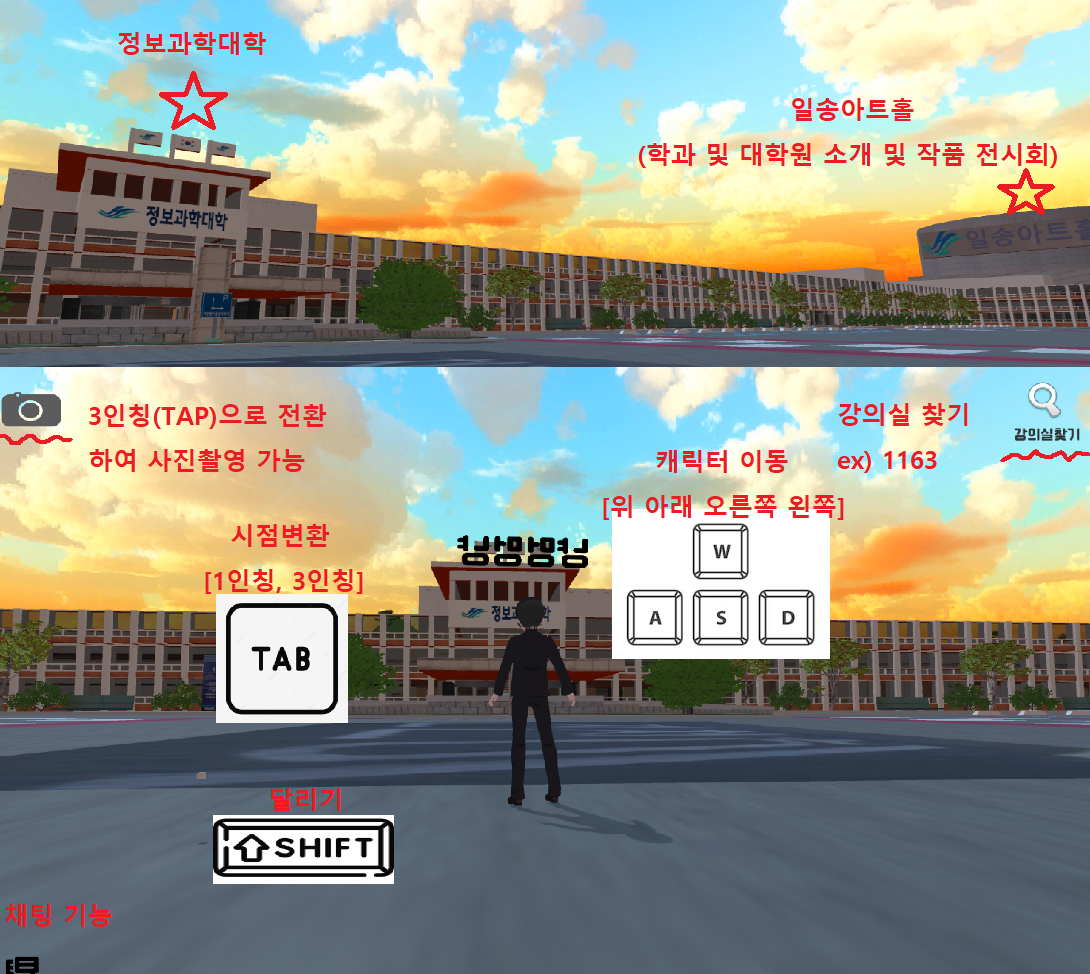 정보과학대학
일송아트홀
(학과 및 대학원 소개 및 작품 전시회)
정보과학대학
일송아트홀
3인칭(TAP)으로 전환
하여 사진촬영 가능
강의실 찾기
ex) 1163
강의실찾기
캐릭터 이동
[위 아래 오른쪽 왼쪽]
W
A S D
시점변환
[1인칭, 3인칭]
TAB
정보과학
달리기
SHIFT
채팅 기능